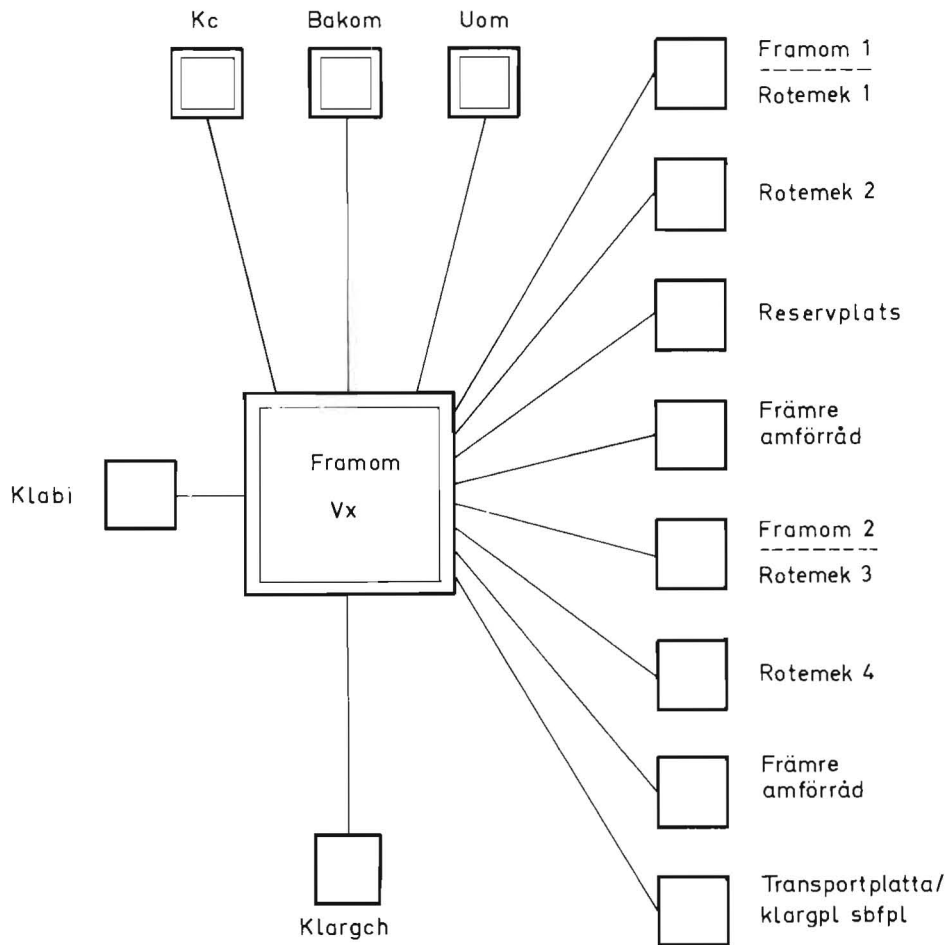 Kc
Bakom
Uom
Framom 1
Rotemek 1
Rotemek 2
Reservplats
Främre
amförråd
Klabi
Framom
Vx
Framom 2
Rotemek 3
Rotemek 4
Främre
amförråd
Transportplatta/
klargpl sbfpl
Klargch